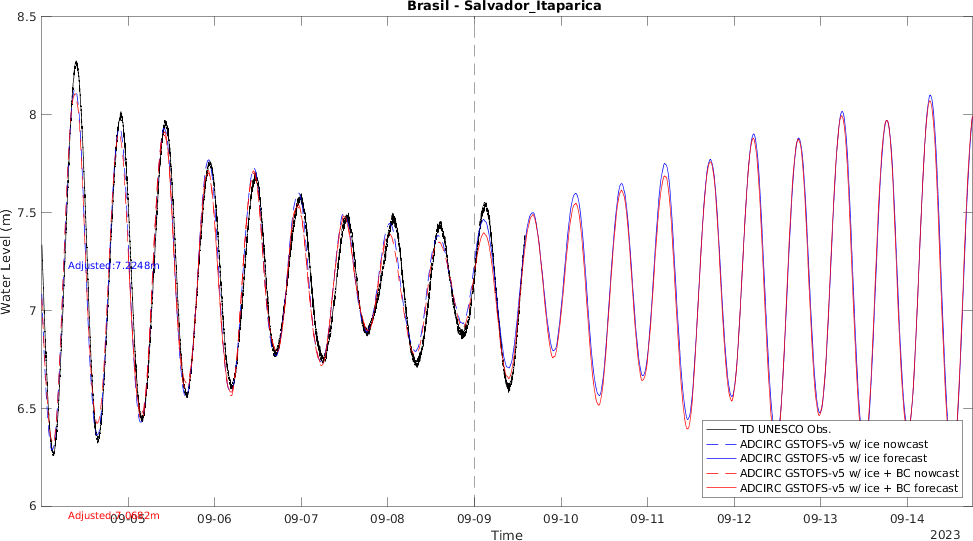 Brasil - Salvador_Itaparica
Water Level (m)
8.5
8
7.5
7
6.5
6
Adjusted:7.2248m
Adjusted:7.0682m
09-05
09-06
09-07
09-08
09-09
09-10
09-11
09-12
09-13
09-14
Time
2023
TD UNESCO Obs.
ADCIRC GSTOFS-v5 w/ ice nowcast
ADCIRC GSTOFS-v5 w/ ice forecast
ADCIRC GSTOFS-v5 w/ ice + BC nowcast
ADCIRC GSTOFS-v5 w/ ice + BC forecast